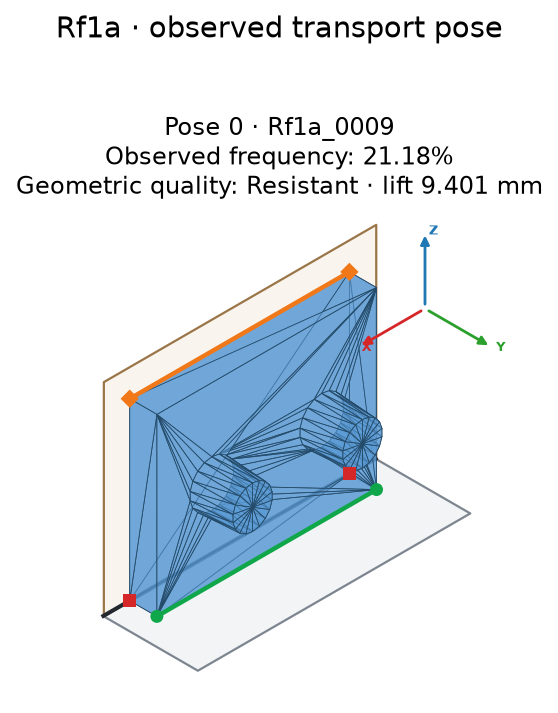 Rf1a · observed transport pose
Pose 0 · Rf1a_0009
Observed frequency: 21.18%
Geometric quality: Resistant · lift 9.401 mm
Z
X
Y